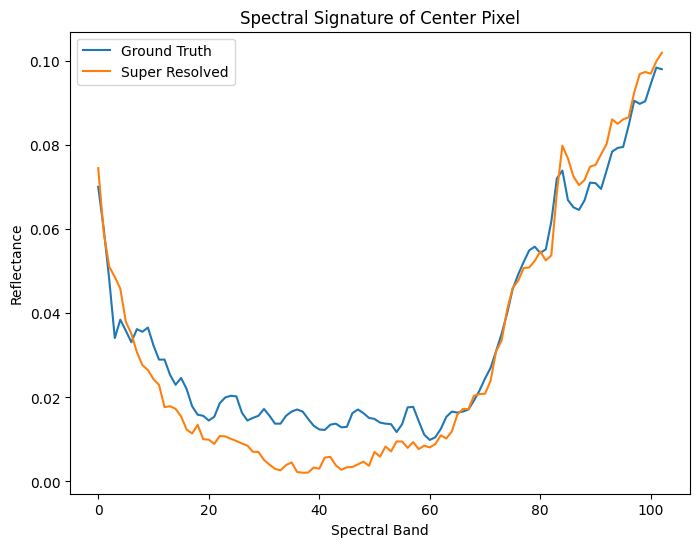 Spectral Signature of Center Pixel
Ground Truth
Super Resolved
0.10
0.08
0.06
0.04
0.02
0.00
Reflectance
0
20
40
60
80
100
Spectral Band